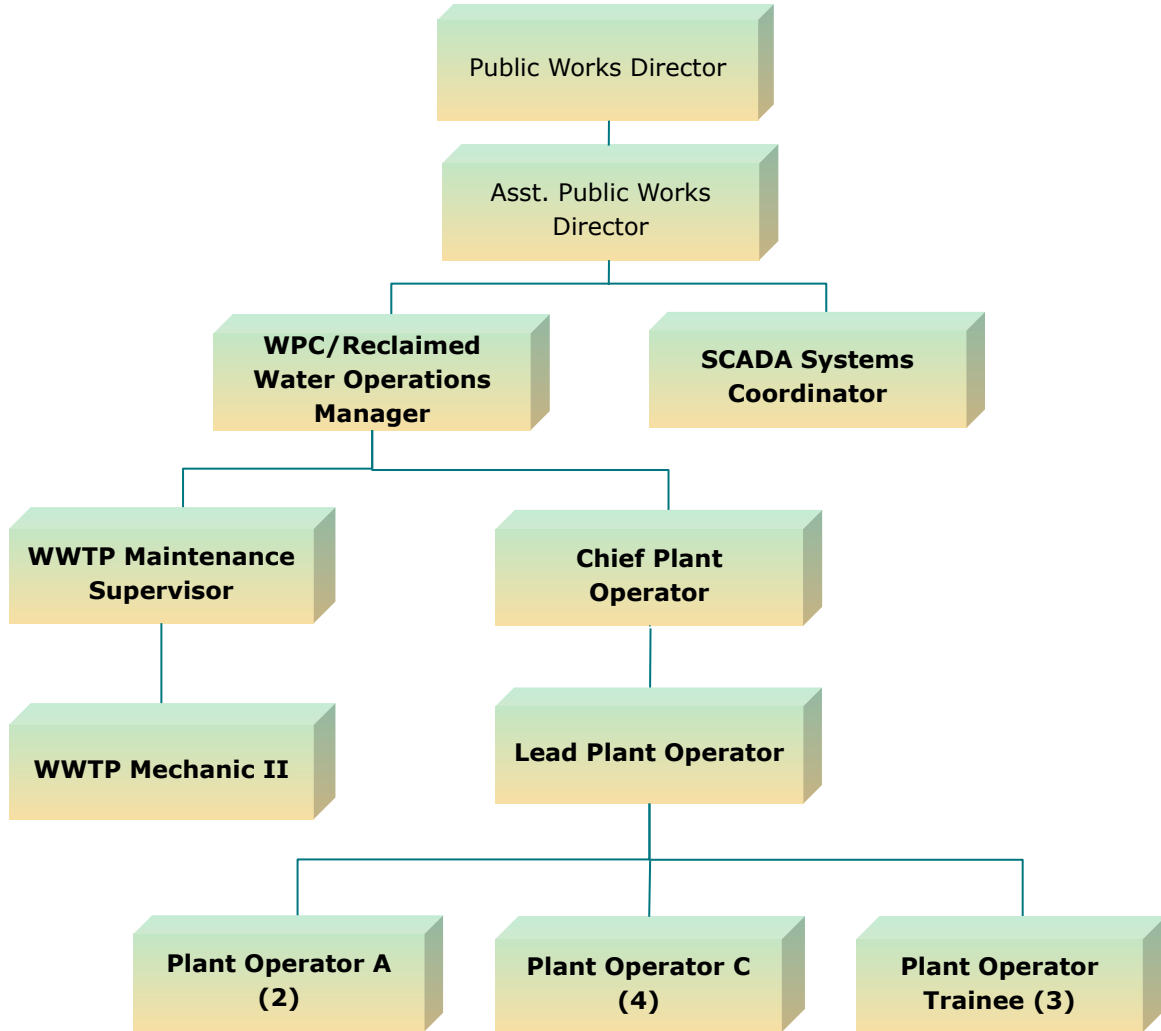 Public Works Director
Asst. Public Works
Director
WPC/Reclaimed
Water Operations
Manager
SCADA Systems
Coordinator
WWTP Maintenance
Supervisor
Chief Plant
Operator
WWTP Mechanic II
Lead Plant Operator
Plant Operator A
(2)
Plant Operator C
(4)
Plant Operator
Trainee (3)